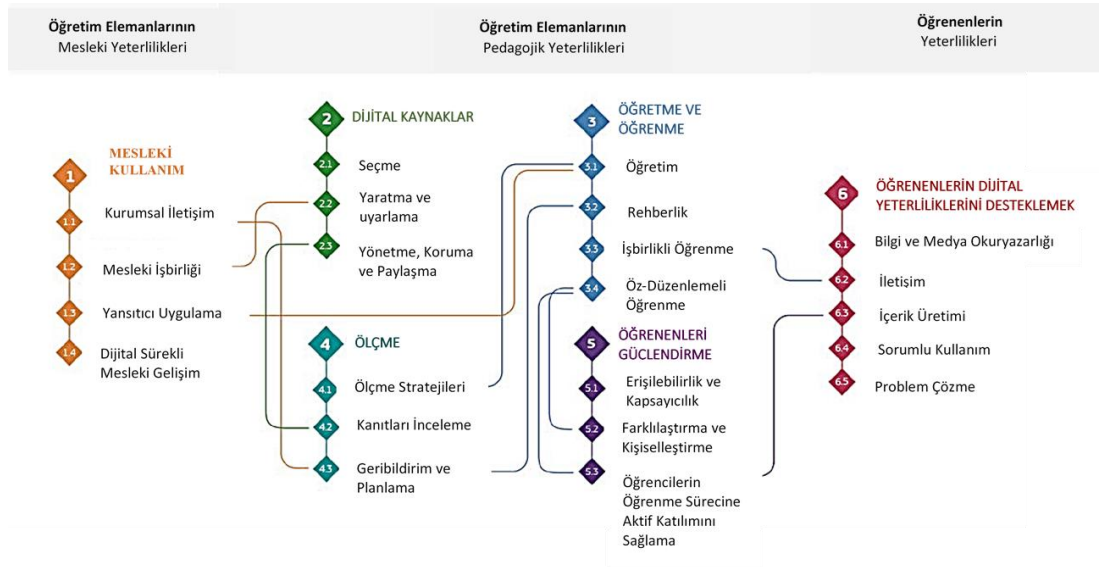 Öğretim Elemanlarının
Mesleki Yeterlilikleri
Öğretim Elemanlarının
Pedagojik Yeterlilikleri
Öğrenenlerin
Yeterlilikleri
1
MESLEKİ
KULLANIM
1.1
Kurumsal İletişim
1.2
Mesleki İşbirliği
1.3
Yansıtıcı Uygulama
1.4
Dijital Sürekli
Mesleki Gelişim
2
DİJİTAL KAYNAKLAR
2.1
Seçme
2.2
Yaratma ve
uyarlama
2.3
Yönetme, Koruma
ve Paylaşma
4
ÖLÇME
4.1
Ölçme Stratejileri
4.2
Kanıtları İnceleme
4.3
Geribildirim ve
Planlama
3
ÖĞRETME VE
ÖĞRENME
3.1
Öğretim
3.2
Rehberlik
3.3
İşbirlikli Öğrenme
3.4
Öz-Düzenlemeli
Öğrenme
5
ÖĞRENENLERİ
GÜCLENDİRME
5.1
Erişilebilirlik ve
Kapsayıcılık
5.2
Farklılaştırma ve
Kişiselleştirme
5.3
Öğrencilerin
Öğrenme Sürecine
Aktif Katılımını
Sağlama
6
ÖĞRENENLERİN DİJİTAL
YETERLİLİKLERİNİ DESTEKLEMEK
6.1
Bilgi ve Medya Okuryazarlığı
6.2
İletişim
6.3
İçerik Üretimi
6.4
Sorumlu Kullanım
6.5
Problem Çözme